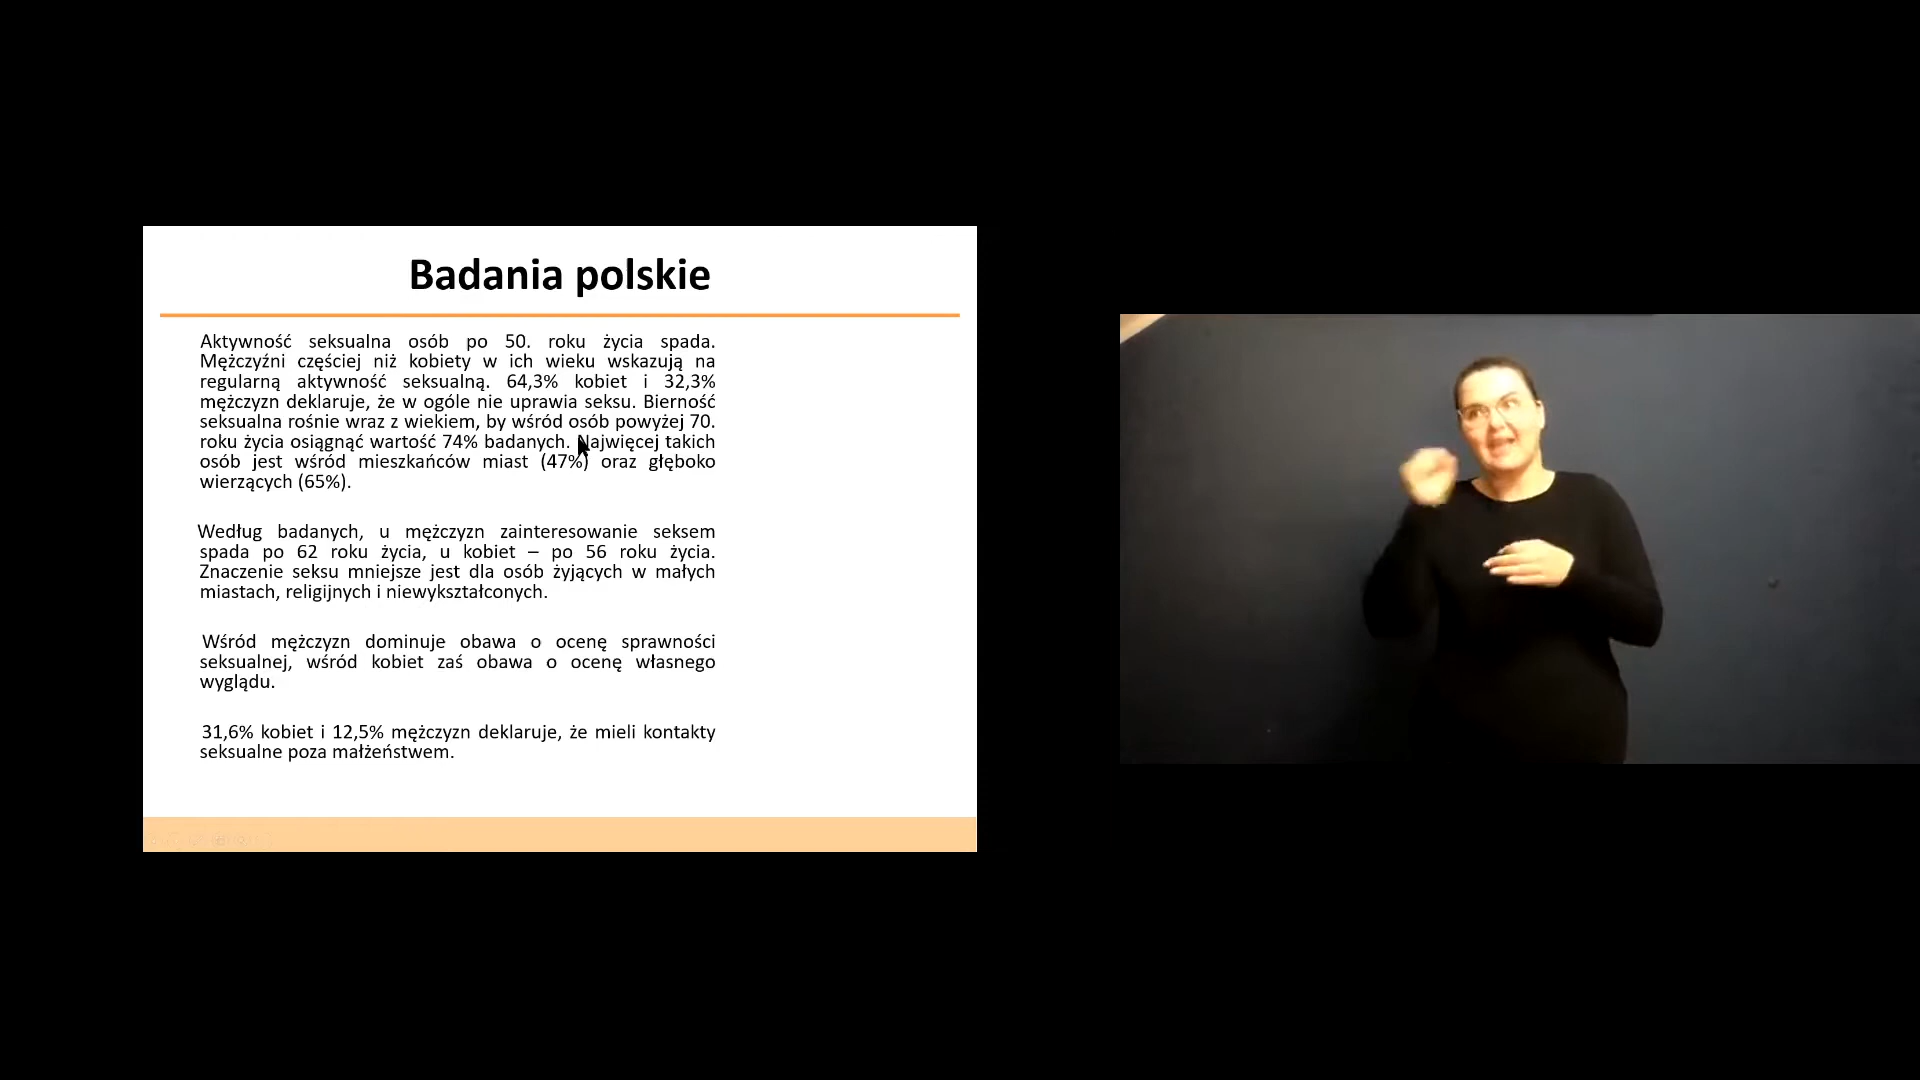 Badania polskie
Aktywność seksualna osób po 50. roku życia spada.
Mężczyźni częściej niż kobiety w ich wieku wskazują na
regularną aktywność seksualną. 64,3% kobiet i 32,3%
mężczyzn deklaruje, że w ogóle nie uprawia seksu. Bierność
seksualna rośnie wraz z wiekiem, by wśród osób powyżej 70.
roku życia osiągnąć wartość 74% badanych. Najwięcej takich
osób jest wśród mieszkańców miast (47%) oraz głęboko
wierzących (65%).
Według badanych, u mężczyzn zainteresowanie seksem
spada po 62 roku życia, u kobiet – po 56 roku życia.
Znaczenie seksu mniejsze jest dla osób żyjących w małych
miastach, religijnych i niewykształconych.
Wśród mężczyzn dominuje obawa o ocenę sprawności
seksualnej, wśród kobiet zaś obawa o ocenę własnego
wyglądu.
31,6% kobiet i 12,5% mężczyzn deklaruje, że mieli kontakty
seksualne poza małżeństwem.